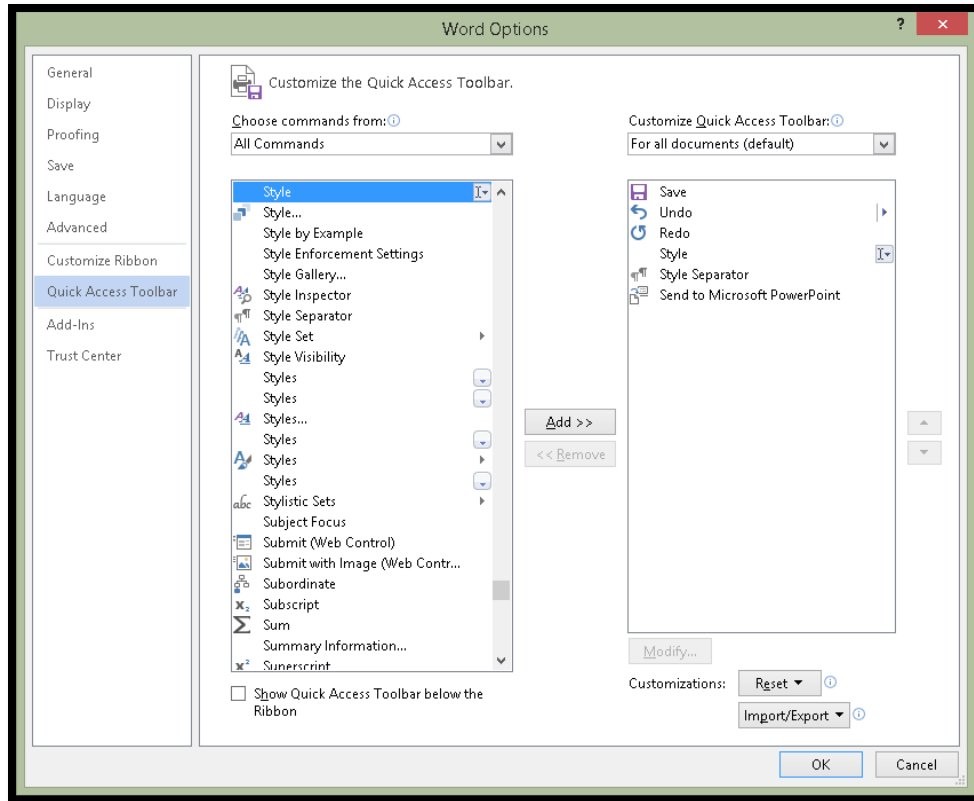 Word Options
?
General
Display
Proofing
Save
Language
Advanced
Customize Ribbon
Quick Access Toolbar
Add-Ins
Trust Center
Customize the Quick Access Toolbar.
Choose commands from:
All Commands
Style
Style...
Style by Example
Style Enforcement Settings
Style Gallery...
Style Inspector
Style Separator
Style Set
Style Visibility
Styles
Styles
Styles...
Styles
Styles
Styles
Stylistic Sets
Subject Focus
Submit (Web Control)
Submit with Image (Web Contr...
Subordinate
Subscript
Sum
Summary Information...
Superscript
Show Quick Access Toolbar below the
Ribbon
Add >>
<< Remove
Customize Quick Access Toolbar:
For all documents (default)
Save
Undo
Redo
Style
Style Separator
Send to Microsoft PowerPoint
Modify...
Customizations:
Reset
Import/Export
OK
Cancel